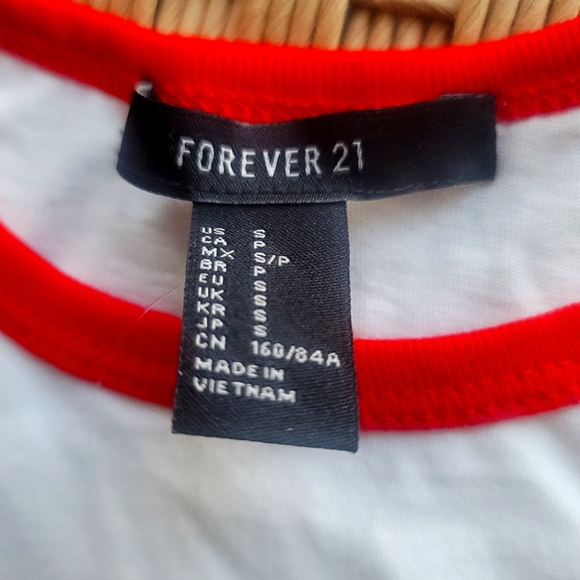 FOREVER 21
US S
CA P
MX S/P
BR P
EU S
UK S
KR S
JP S
CN 160/84A
MADE IN
VIETNAM